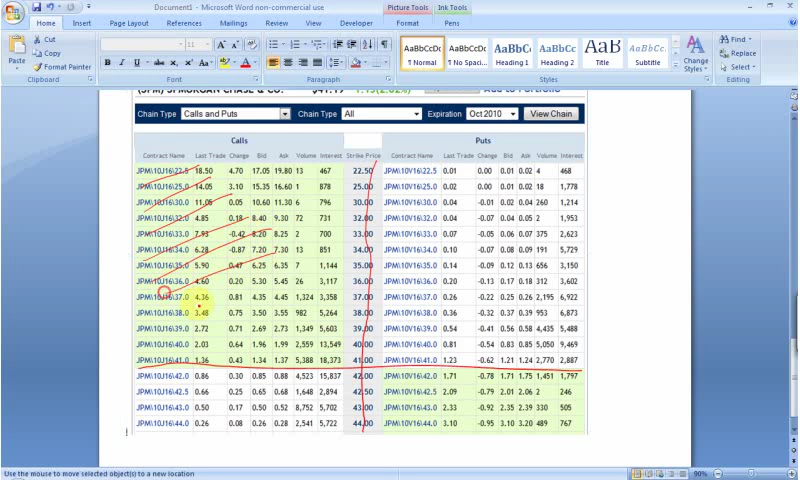 Document1 - Microsoft Word non-commercial use
Picture Tools
Ink Tools
Home Insert Page Layout References Mailings Review View Developer Format Pens
Paste
Cut
Copy
Format Painter
Clipboard
Font
Paragraph
AaBbCcDc AaBbCcDc AaBbCc AaBbCc AaB AaBbCc.
¶ Normal ¶ No Spaci... Heading 1 Heading 2 Title Subtitle
Change Styles
Styles
Find
Replace
Select
Editing
(JPM) JPMORGAN CHASE & CO.
Chain Type Calls and Puts Chain Type All Expiration Oct 2010 View Chain
Calls Puts
Contract Name Last Trade Change Bid Ask Volume Interest Strike Price Contract Name Last Trade Change Bid Ask Volume Interest
JPM\10J16\22.5 18.50 4.70 17.05 19.80 13 467 22.50 JPM\10V16\22.5 0.01 0.00 0.01 0.02 4 468
JPM\10J16\25.0 14.05 3.10 15.35 16.60 1 878 25.00 JPM\10V16\25.0 0.02 0.00 0.01 0.02 18 1,778
JPM\10J16\30.0 11.05 0.05 10.60 11.30 6 796 30.00 JPM\10V16\30.0 0.04 -0.01 0.02 0.04 260 1,214
JPM\10J16\32.0 4.85 0.18 8.40 9.30 72 731 32.00 JPM\10V16\32.0 0.04 -0.07 0.04 0.05 2 1,953
JPM\10J16\33.0 7.93 -0.42 8.20 8.25 2 700 33.00 JPM\10V16\33.0 0.07 -0.05 0.06 0.07 375 2,623
JPM\10J16\34.0 6.28 -0.87 7.20 7.30 13 851 34.00 JPM\10V16\34.0 0.10 -0.07 0.08 0.09 191 5,729
JPM\10J16\35.0 5.90 0.47 6.25 6.35 7 1,144 35.00 JPM\10V16\35.0 0.14 -0.09 0.12 0.13 656 3,150
JPM\10J16\36.0 4.60 0.20 5.30 5.45 26 3,117 36.00 JPM\10V16\36.0 0.20 -0.13 0.17 0.18 312 3,602
JPM\10J16\37.0 4.36 0.81 4.35 4.45 1,324 3,358 37.00 JPM\10V16\37.0 0.26 -0.22 0.25 0.26 2,195 6,922
JPM\10J16\38.0 3.48 0.75 3.50 3.55 982 5,264 38.00 JPM\10V16\38.0 0.36 -0.32 0.37 0.39 953 6,873
JPM\10J16\39.0 2.72 0.71 2.69 2.73 1,349 5,603 39.00 JPM\10V16\39.0 0.54 -0.41 0.56 0.58 4,435 5,488
JPM\10J16\40.0 2.03 0.64 1.96 1.99 2,559 13,549 40.00 JPM\10V16\40.0 0.81 -0.54 0.83 0.85 5,050 9,469
JPM\10J16\41.0 1.36 0.43 1.34 1.37 5,388 18,373 41.00 JPM\10V16\41.0 1.23 -0.62 1.21 1.24 2,770 2,887
JPM\10J16\42.0 0.86 0.30 0.85 0.88 4,523 15,837 42.00 JPM\10V16\42.0 1.71 -0.78 1.71 1.75 1,451 1,797
JPM\10J16\42.5 0.66 0.25 0.65 0.68 1,648 2,894 42.50 JPM\10V16\42.5 2.09 -0.79 2.01 2.06 2 246
JPM\10J16\43.0 0.50 0.17 0.50 0.52 8,752 5,702 43.00 JPM\10V16\43.0 2.33 -0.92 2.35 2.39 330 505
JPM\10J16\44.0 0.26 0.08 0.26 0.28 2,541 5,722 44.00 JPM\10V16\44.0 3.10 -0.95 3.10 3.20 489 767
Use the mouse to move selected object(s) to a new location
90%